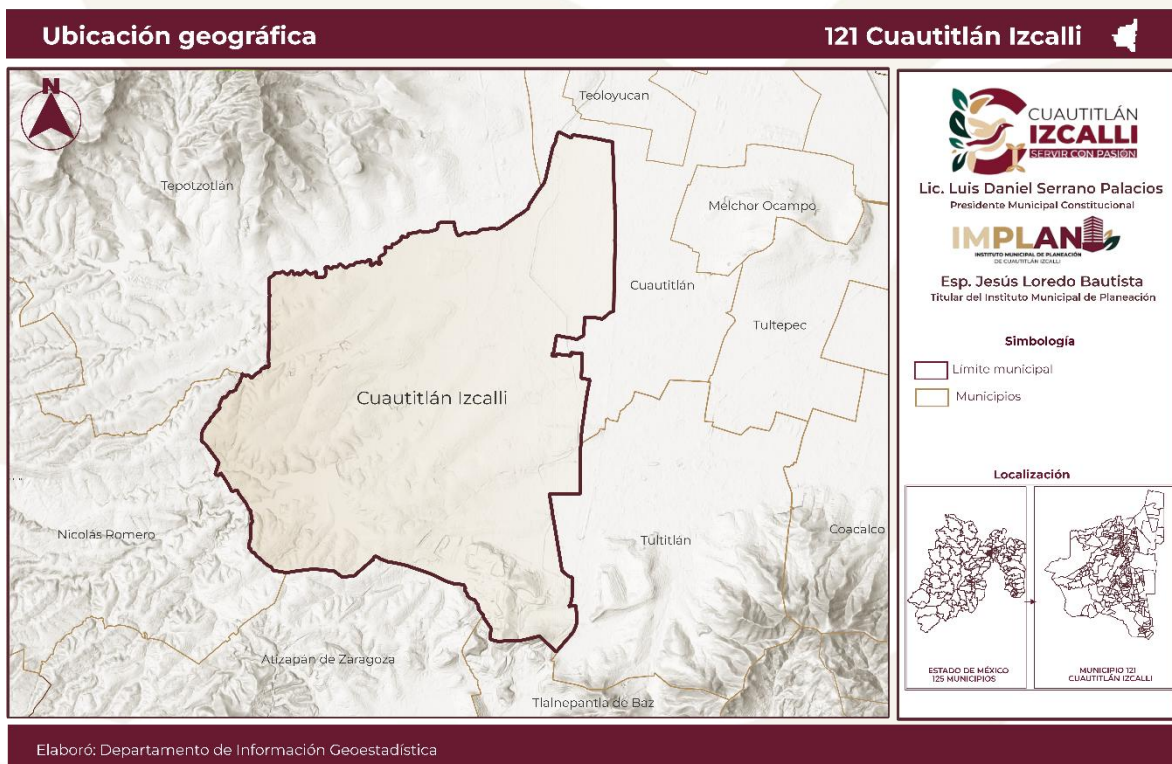 Ubicación geográfica
121 Cuautitlán Izcalli
N
Teoloyucan
Tepotzotlán
Melchor Ocampo
Cuautitlán
Tultepec
Cuautitlán Izcalli
Nicolás Romero
Tultitlán
Coacalco
Atizapán de Zaragoza
Tlalnepantla de Baz
CUAUTITLÁN
IZCALLI
SERVIR CON PASIÓN
Lic. Luis Daniel Serrano Palacios
Presidente Municipal Constitucional
IMPLAN
INSTITUTO MUNICIPAL DE PLANEACIÓN
DE CUAUTITLÁN IZCALLI
Esp. Jesús Loredo Bautista
Titular del Instituto Municipal de Planeación
Simbología
Límite municipal
Municipios
Localización
ESTADO DE MÉXICO
125 MUNICIPIOS
MUNICIPIO 121
CUAUTITLÁN IZCALLI
Elaboró: Departamento de Información Geoestadística